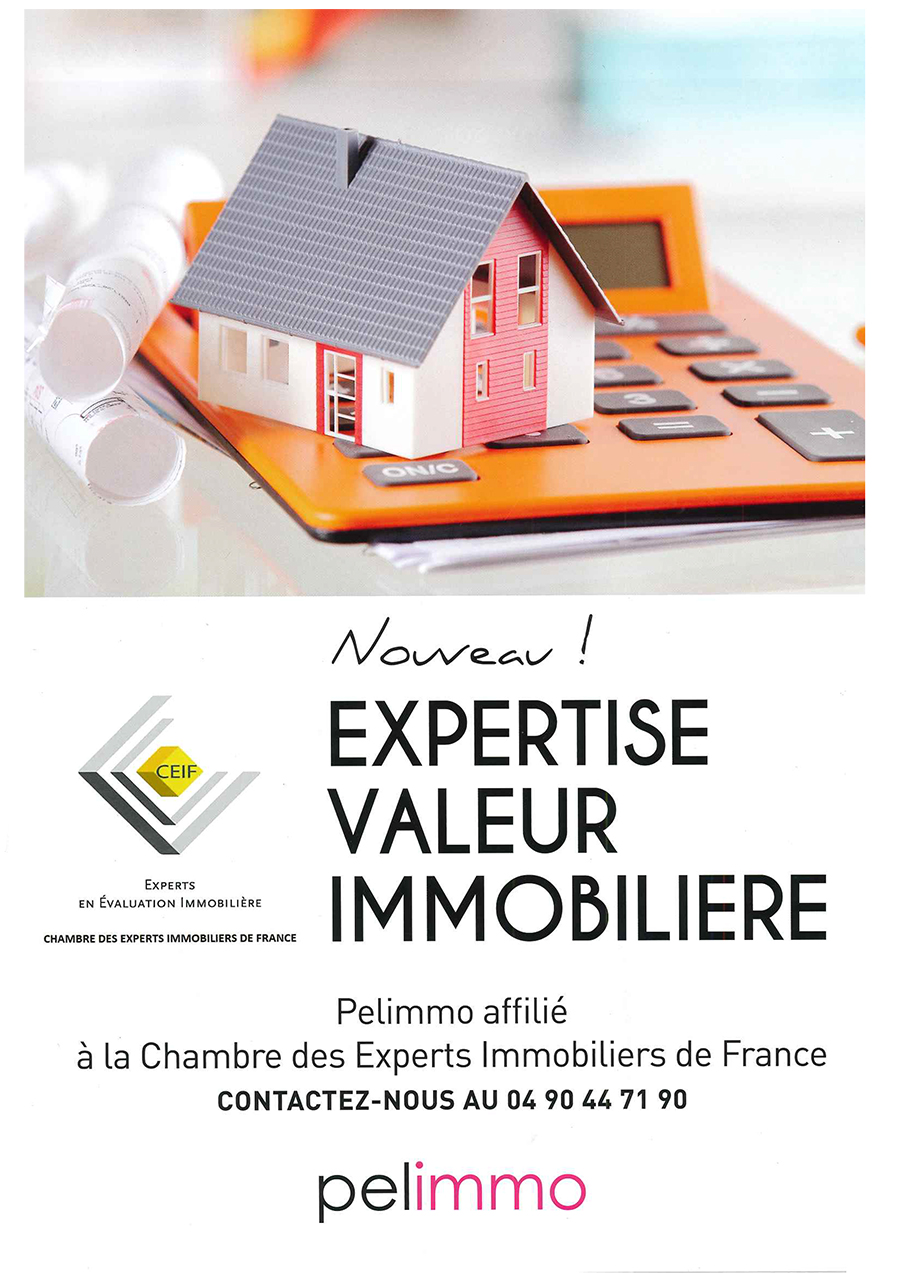 ON/C
Nouveau !
EXPERTISE
VALEUR
IMMOBILIERE
CEIF
EXPERTS
EN ÉVALUATION IMMOBILIÈRE
CHAMBRE DES EXPERTS IMMOBILIERS DE FRANCE
Pelimmo affilié
à la Chambre des Experts Immobiliers de France
CONTACTEZ-NOUS AU 04 90 44 71 90
pelimmo